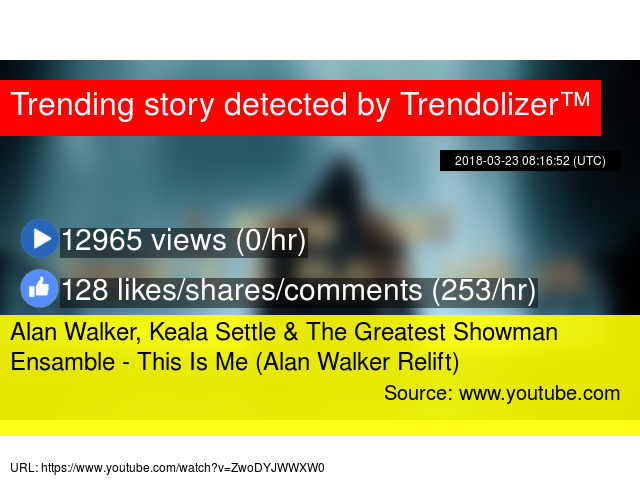 Trending story detected by Trendolizer™
2018-03-23 08:16:52 (UTC)
12965 views (0/hr)
128 likes/shares/comments (253/hr)
Alan Walker, Keala Settle & The Greatest Showman
Ensamble - This Is Me (Alan Walker Relift)
Source: www.youtube.com
URL: https://www.youtube.com/watch?v=ZwoDYJWWXW0